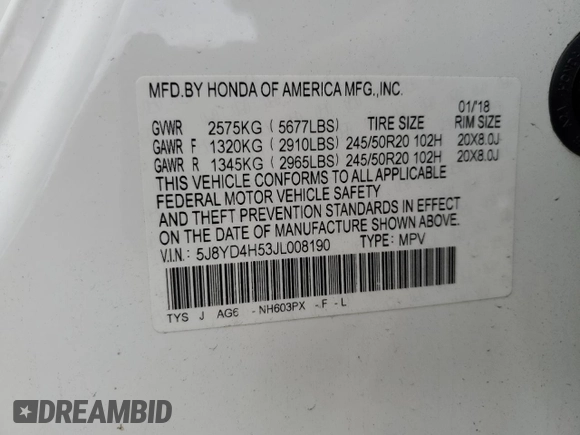 MFD.BY HONDA OF AMERICA MFG.,INC.
01/18
GVWR 2575KG (5677LBS) TIRE SIZE RIM SIZE
GAWR F 1320KG (2910LBS) 245/50R20 102H 20X8.0J
GAWR R 1345KG (2965LBS) 245/50R20 102H 20X8.0J
THIS VEHICLE CONFORMS TO ALL APPLICABLE
FEDERAL MOTOR VEHICLE SAFETY
AND THEFT PREVENTION STANDARDS IN EFFECT
ON THE DATE OF MANUFACTURE SHOWN ABOVE.
V.I.N.: 5J8YD4H53JL008190 TYPE: MPV
TYS J AG6 -NH603PX -F -L
DREAMBID